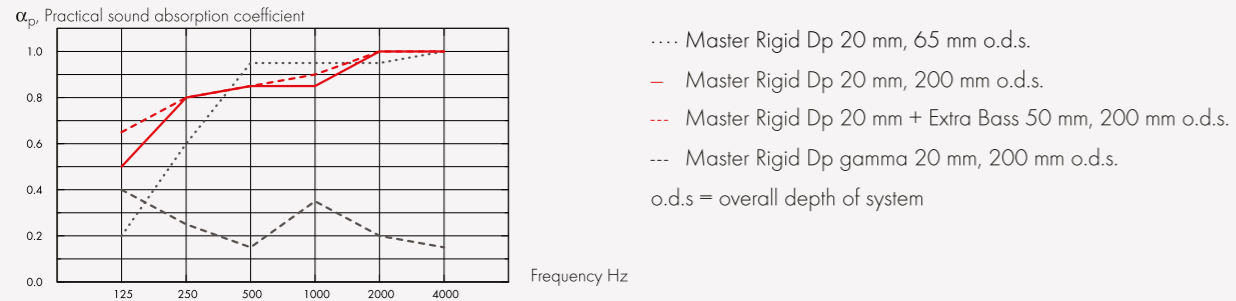 αp, Practical sound absorption coefficient
1.0
0.8
0.6
0.4
0.2
0.0
125 250 500 1000 2000 4000
Frequency Hz
Master Rigid Dp 20 mm, 65 mm o.d.s.
Master Rigid Dp 20 mm, 200 mm o.d.s.
Master Rigid Dp 20 mm + Extra Bass 50 mm, 200 mm o.d.s.
Master Rigid Dp gamma 20 mm, 200 mm o.d.s.
o.d.s = overall depth of system